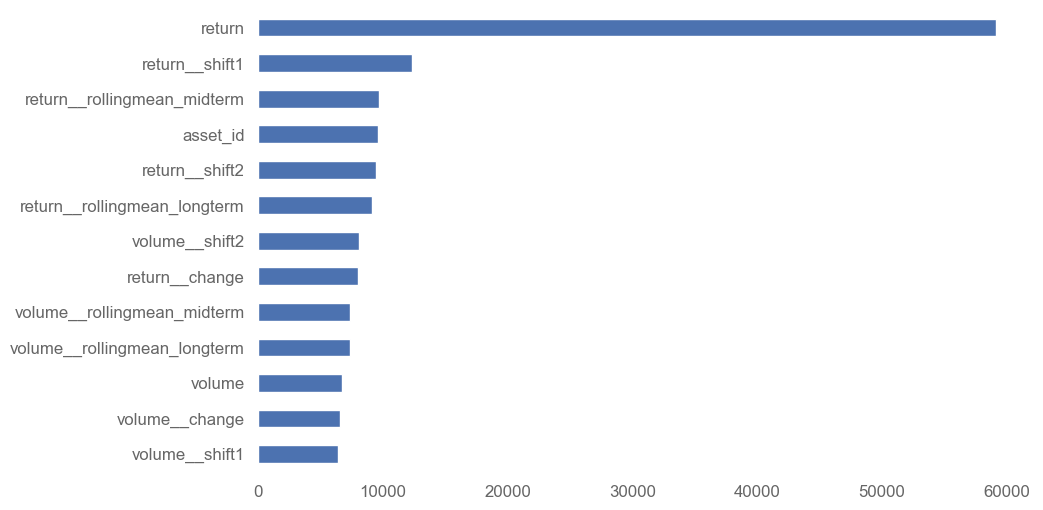 return
return__shift1
return__rollingmean_midterm
asset_id
return__shift2
return__rollingmean_longterm
volume__shift2
return__change
volume__rollingmean_midterm
volume__rollingmean_longterm
volume
volume__change
volume__shift1
0 10000 20000 30000 40000 50000 60000